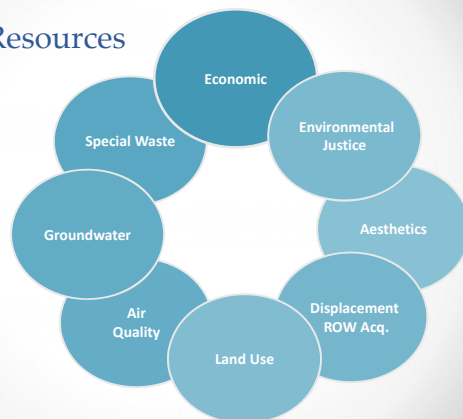 Resources
Economic
Environmental
Justice
Aesthetics
Displacement
ROW Acq.
Land Use
Air
Quality
Groundwater
Special Waste